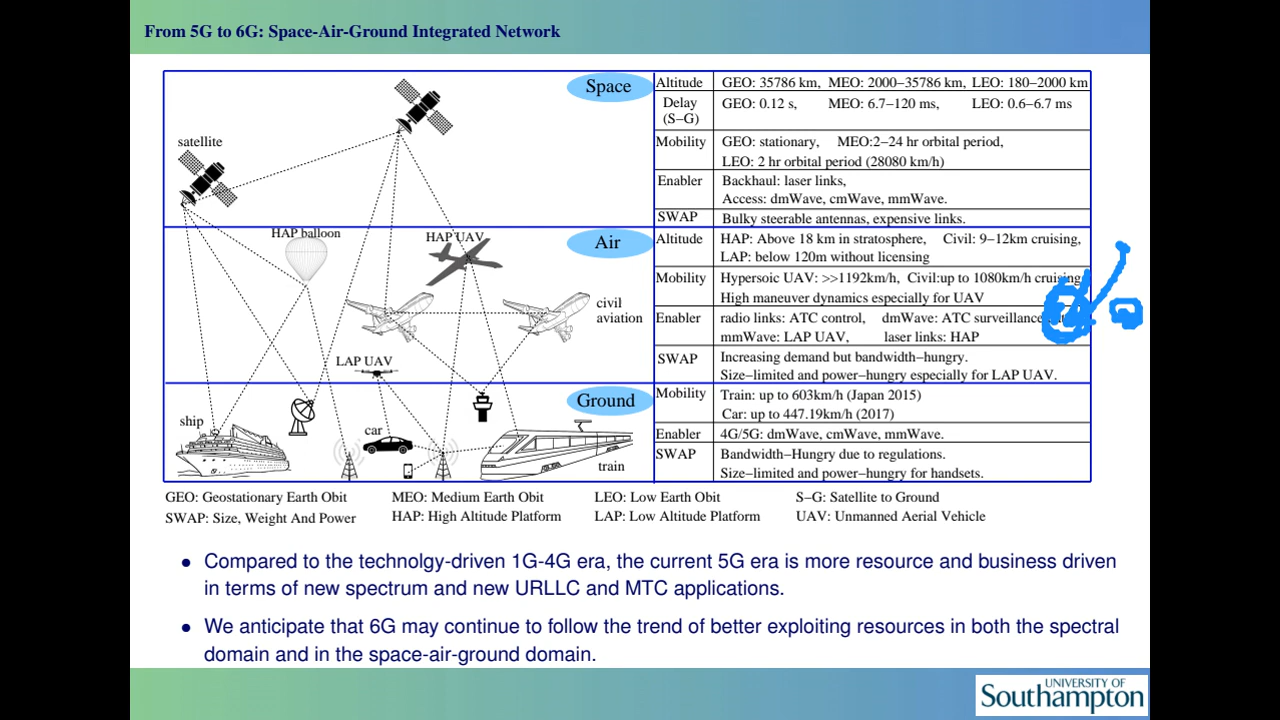 From 5G to 6G: Space-Air-Ground Integrated Network
Space
satellite
Altitude
GEO: 35786 km, MEO: 2000−35786 km, LEO: 180−2000 km
Delay
(S−G)
GEO: 0.12 s, MEO: 6.7−120 ms, LEO: 0.6−6.7 ms
Mobility
GEO: stationary, MEO:2−24 hr orbital period,
LEO: 2 hr orbital period (28080 km/h)
Enabler
Backhaul: laser links,
Access: dmWave, cmWave, mmWave.
SWAP
Bulky steerable antennas, expensive links.
Air
HAP balloon
HAP UAV
civil
aviation
LAP UAV
Altitude
HAP: Above 18 km in stratosphere, Civil: 9−12km cruising,
LAP: below 120m without licensing
Mobility
Hypersoic UAV: >>1192km/h, Civil:up to 1080km/h cruising
High maneuver dynamics especially for UAV
Enabler
radio links: ATC control, dmWave: ATC surveillance
mmWave: LAP UAV, laser links: HAP
SWAP
Increasing demand but bandwidth−hungry.
Size−limited and power−hungry especially for LAP UAV.
Ground
ship
car
train
Mobility
Train: up to 603km/h (Japan 2015)
Car: up to 447.19km/h (2017)
Enabler
4G/5G: dmWave, cmWave, mmWave.
SWAP
Bandwidth−Hungry due to regulations.
Size−limited and power−hungry for handsets.
GEO: Geostationary Earth Obit MEO: Medium Earth Obit LEO: Low Earth Obit S−G: Satellite to Ground
SWAP: Size, Weight And Power HAP: High Altitude Platform LAP: Low Altitude Platform UAV: Unmanned Aerial Vehicle
• Compared to the technolgy-driven 1G-4G era, the current 5G era is more resource and business driven
in terms of new spectrum and new URLLC and MTC applications.
• We anticipate that 6G may continue to follow the trend of better exploiting resources in both the spectral
domain and in the space-air-ground domain.
UNIVERSITY OF
Southampton